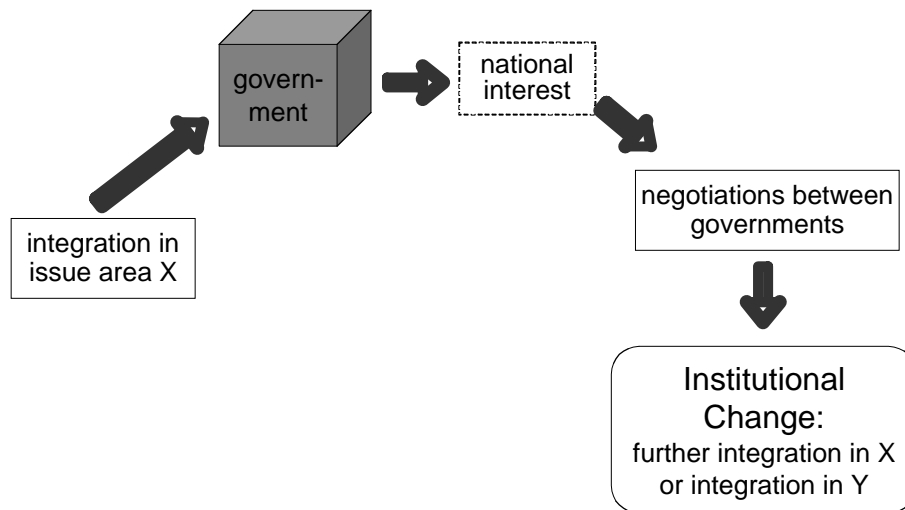 govern-
ment
national
interest
negotiations between
governments
integration in
issue area X
Institutional
Change:
further integration in X
or integration in Y